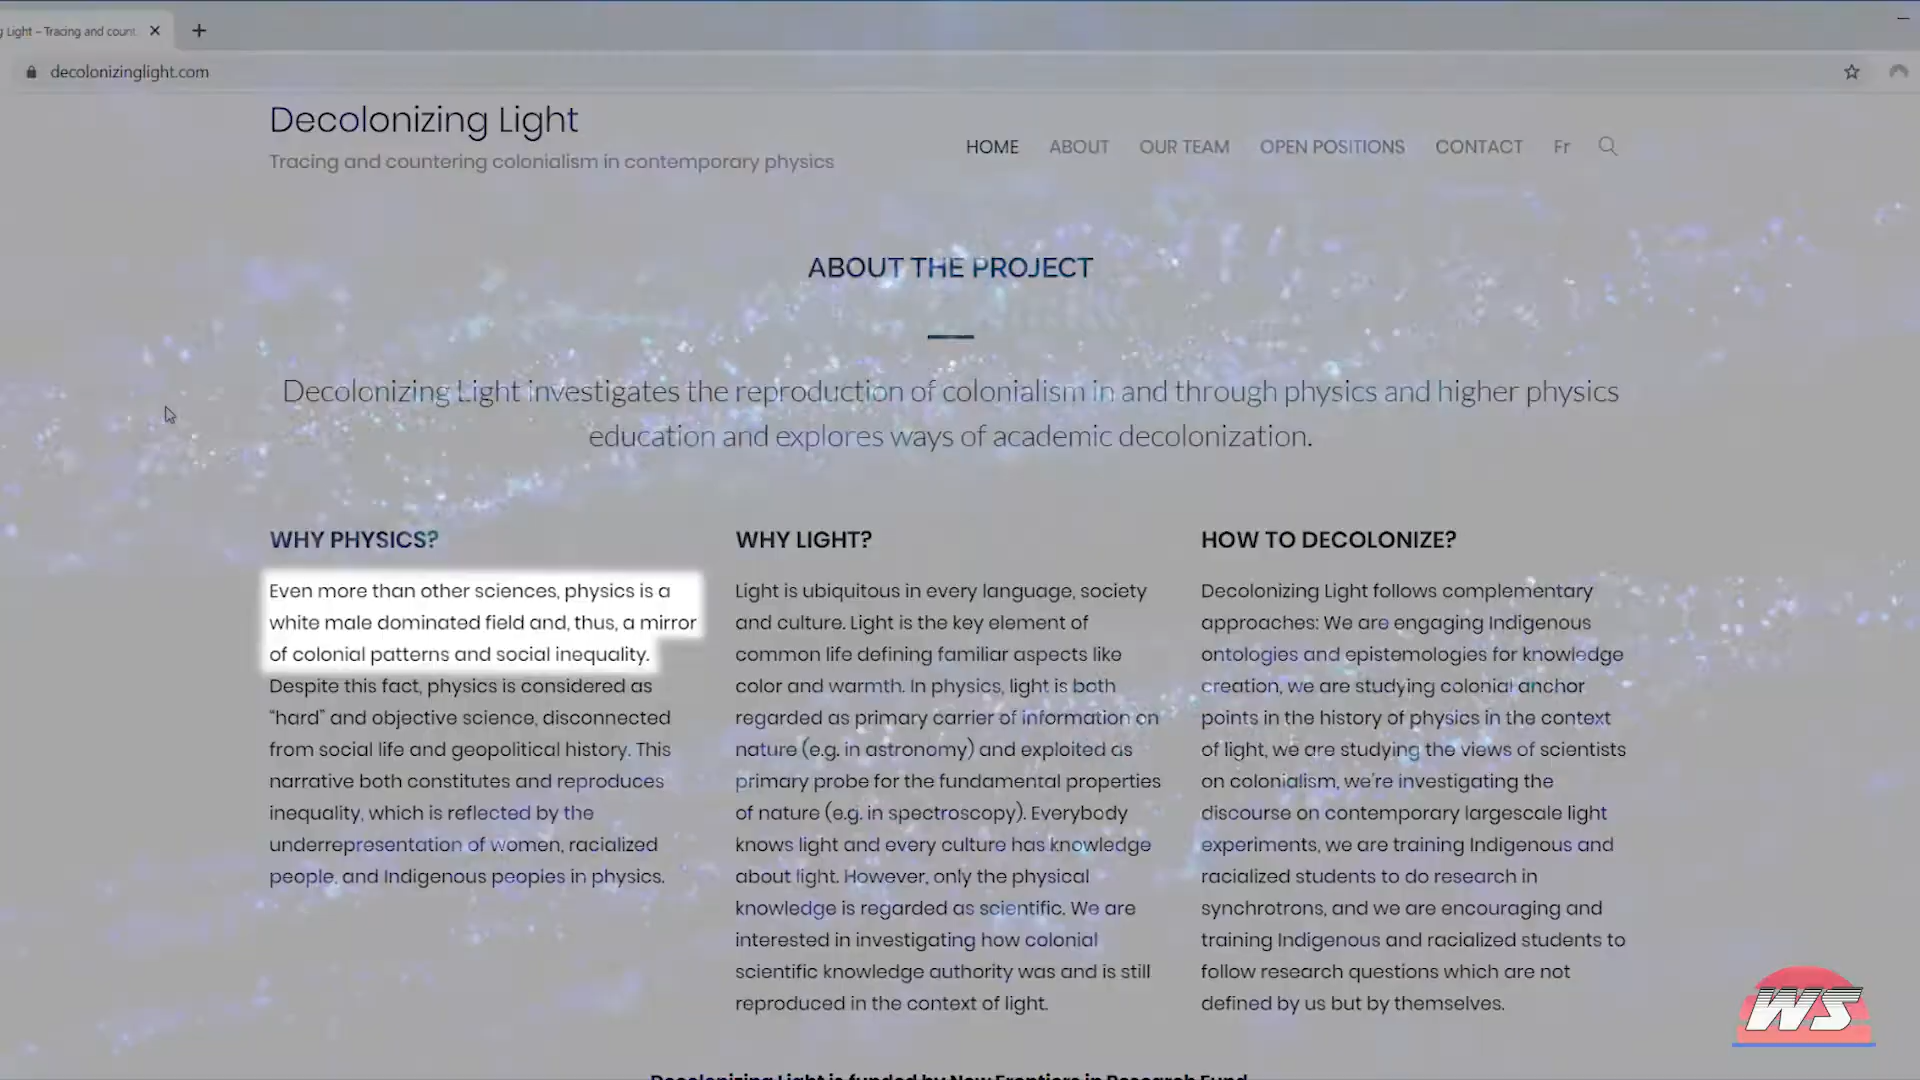 g Light – Tracing and count
decolonizinglight.com
Decolonizing Light
Tracing and countering colonialism in contemporary physics
HOME ABOUT OUR TEAM OPEN POSITIONS CONTACT Fr
ABOUT THE PROJECT
Decolonizing Light investigates the reproduction of colonialism in and through physics and higher physics
education and explores ways of academic decolonization.
WHY PHYSICS?
Even more than other sciences, physics is a
white male dominated field and, thus, a mirror
of colonial patterns and social inequality.
Despite this fact, physics is considered as
“hard” and objective science, disconnected
from social life and geopolitical history. This
narrative both constitutes and reproduces
inequality, which is reflected by the
underrepresentation of women, racialized
people, and Indigenous peoples in physics.
WHY LIGHT?
Light is ubiquitous in every language, society
and culture. Light is the key element of
common life defining familiar aspects like
color and warmth. In physics, light is both
regarded as primary carrier of information on
nature (e.g. in astronomy) and exploited as
primary probe for the fundamental properties
of nature (e.g. in spectroscopy). Everybody
knows light and every culture has knowledge
about light. However, only the physical
knowledge is regarded as scientific. We are
interested in investigating how colonial
scientific knowledge authority was and is still
reproduced in the context of light.
HOW TO DECOLONIZE?
Decolonizing Light follows complementary
approaches: We are engaging Indigenous
ontologies and epistemologies for knowledge
creation, we are studying colonial anchor
points in the history of physics in the context
of light, we are studying the views of scientists
on colonialism, we're investigating the
discourse on contemporary largescale light
experiments, we are training Indigenous and
racialized students to do research in
synchrotrons, and we are encouraging and
training Indigenous and racialized students to
follow research questions which are not
defined by us but by themselves.
Decolonizing Light is funded by New Frontiers in Research Fund
WS